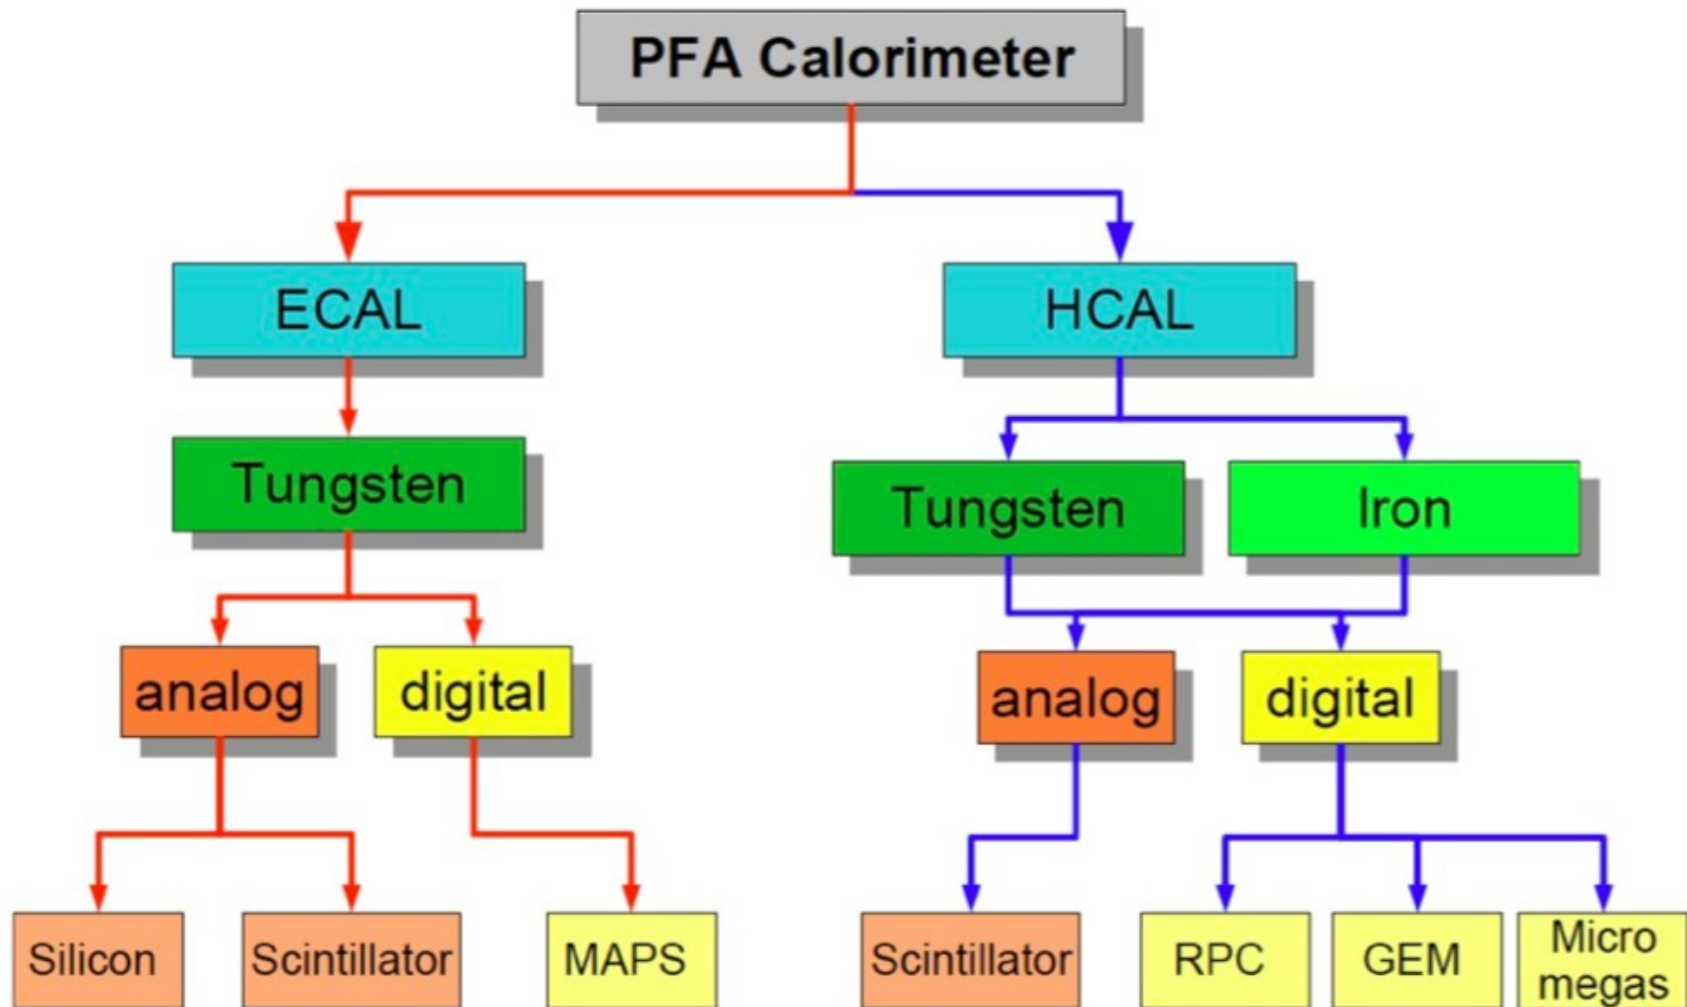 PFA Calorimeter
ECAL
HCAL
Tungsten
Tungsten
Iron
analog
digital
analog
digital
Silicon
Scintillator
MAPS
Scintillator
RPC
GEM
Micro
megas